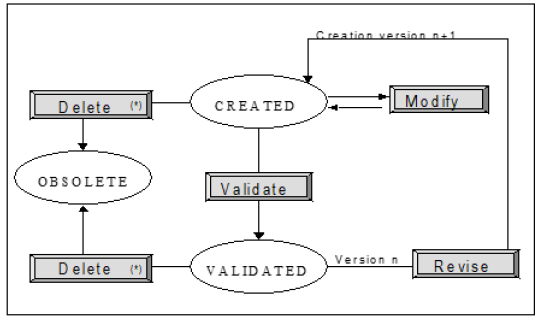 Creation version n+1
Delete (*)
CREATED
Modify
OBSOLETE
Validate
Delete (*)
VALIDATED
Version n
Revise